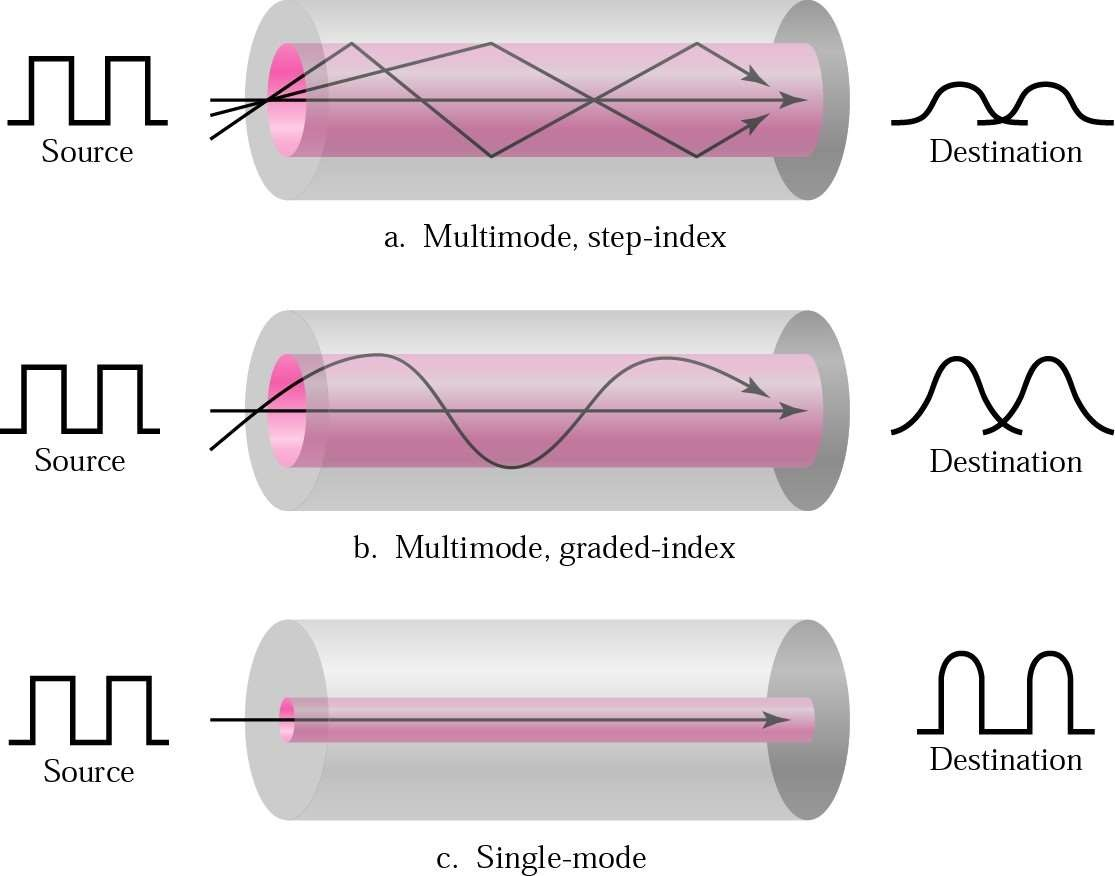 Source
Destination
a. Multimode, step-index
Source
Destination
b. Multimode, graded-index
Source
Destination
c. Single-mode